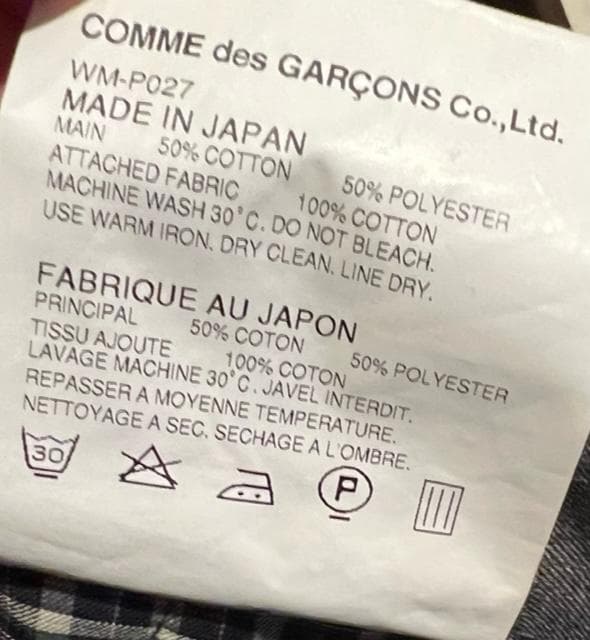 COMME des GARÇONS Co.,Ltd.
WM-P027
MADE IN JAPAN
MAIN 50% COTTON 50% POLYESTER
ATTACHED FABRIC 100% COTTON
MACHINE WASH 30°C. DO NOT BLEACH.
USE WARM IRON. DRY CLEAN. LINE DRY.
FABRIQUE AU JAPON
PRINCIPAL 50% COTON 50% POLYESTER
TISSU AJOUTE 100% COTON
LAVAGE MACHINE 30°C. JAVEL INTERDIT.
REPASSER A MOYENNE TEMPERATURE.
NETTOYAGE A SEC. SECHAGE A L'OMBRE.
30 P